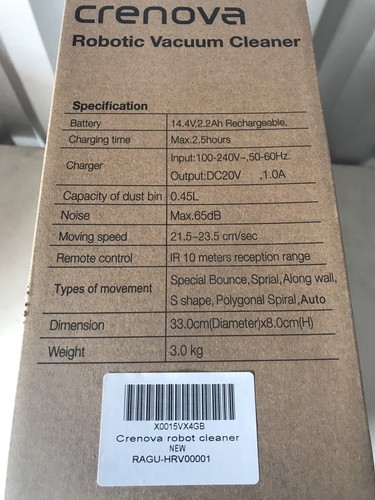 crenova
Robotic Vacuum Cleaner
Specification
Battery 14.4V,2.2Ah Rechargeable,
Charging time Max.2.5hours
Charger Input:100-240V~,50-60Hz.
Output:DC20V ,1.0A
Capacity of dust bin 0.45L
Noise Max.65dB
Moving speed 21.5-23.5 cm/sec
Remote control IR 10 meters reception range
Types of movement Special Bounce,Sprial,Along wall,
S shape, Polygonal Spiral,Auto
Dimension 33.0cm(Diameter)x8.0cm(H)
Weight 3.0 kg
X0015VX4GB
Crenova robot cleaner
NEW
RAGU-HRV00001